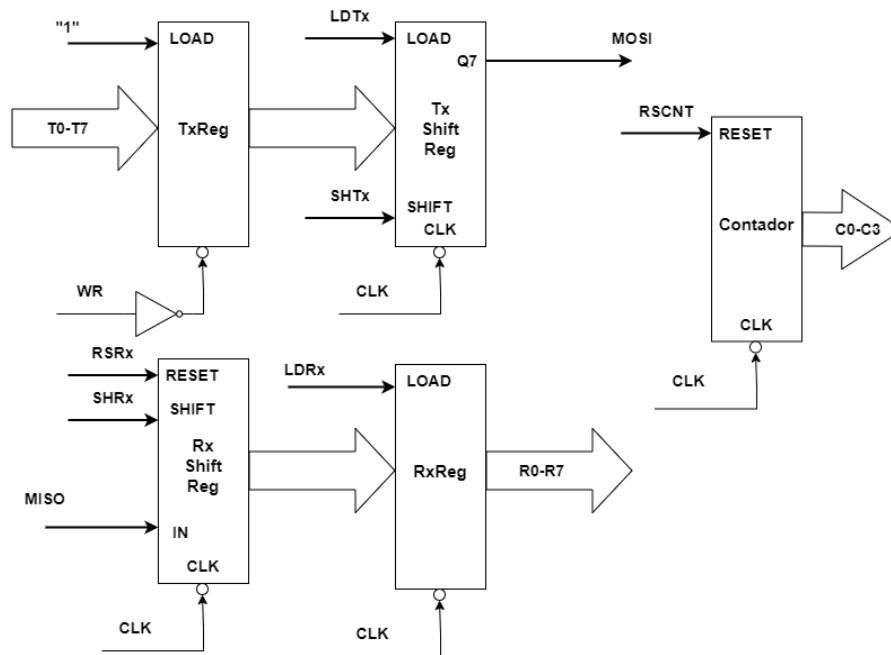 "1"
LOAD
T0-T7
TxReg
WR
LDTx
LOAD
Q7
MOSI
Tx
Shift
Reg
SHTx
SHIFT
CLK
CLK
RSCNT
RESET
Contador
C0-C3
CLK
CLK
RSRx
RESET
SHRx
SHIFT
Rx
Shift
Reg
MISO
IN
CLK
CLK
LDRx
LOAD
RxReg
R0-R7
CLK